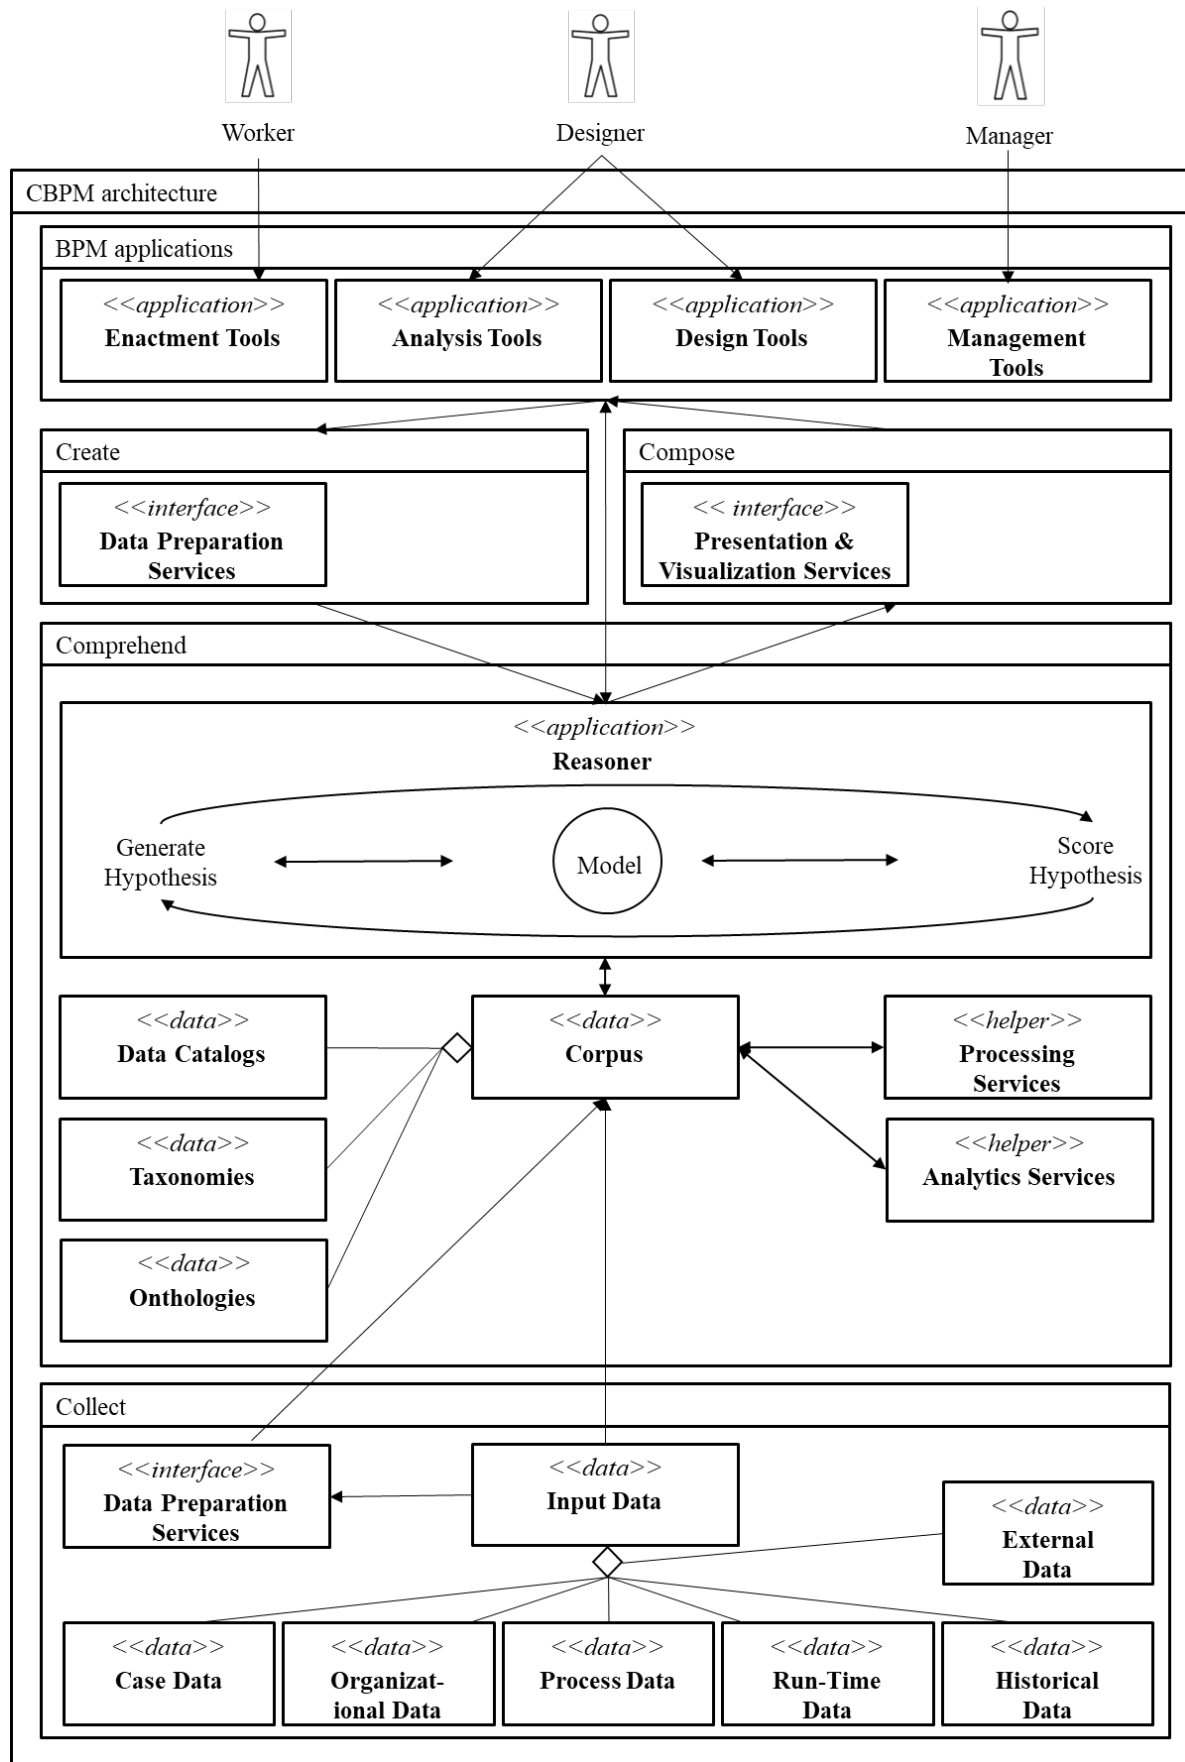 Worker
Designer
Manager
CBPM architecture
BPM applications
<<application>>
Enactment Tools
<<application>>
Analysis Tools
<<application>>
Design Tools
<<application>>
Management
Tools
Create
<<interface>>
Data Preparation
Services
Compose
<< interface>>
Presentation &
Visualization Services
Comprehend
<<application>>
Reasoner
Generate
Hypothesis
Model
Score
Hypothesis
<<data>>
Data Catalogs
<<data>>
Corpus
<<helper>>
Processing
Services
<<data>>
Taxonomies
<<helper>>
Analytics Services
<<data>>
Onthologies
Collect
<<interface>>
Data Preparation
Services
<<data>>
Input Data
<<data>>
External
Data
<<data>>
Case Data
<<data>>
Organizat-
ional Data
<<data>>
Process Data
<<data>>
Run-Time
Data
<<data>>
Historical
Data